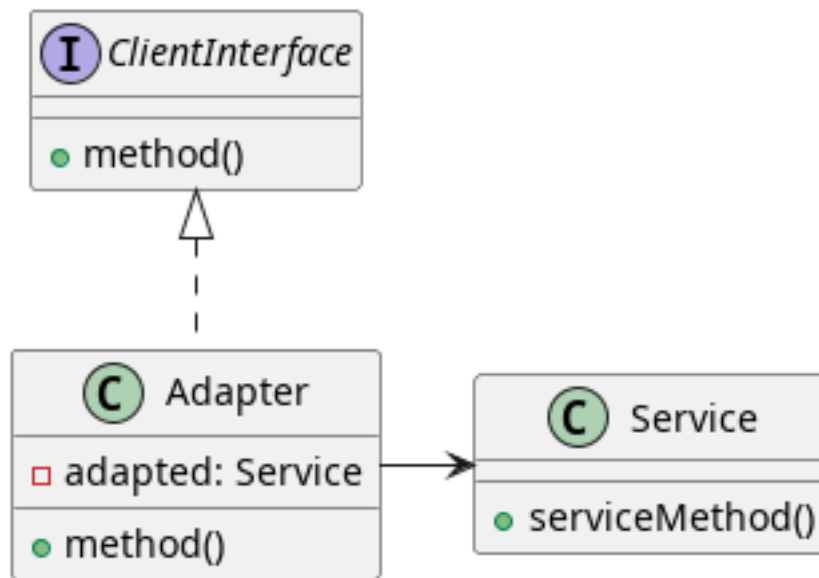 I ClientInterface
method()
C Adapter
adapted: Service
method()
C Service
serviceMethod()